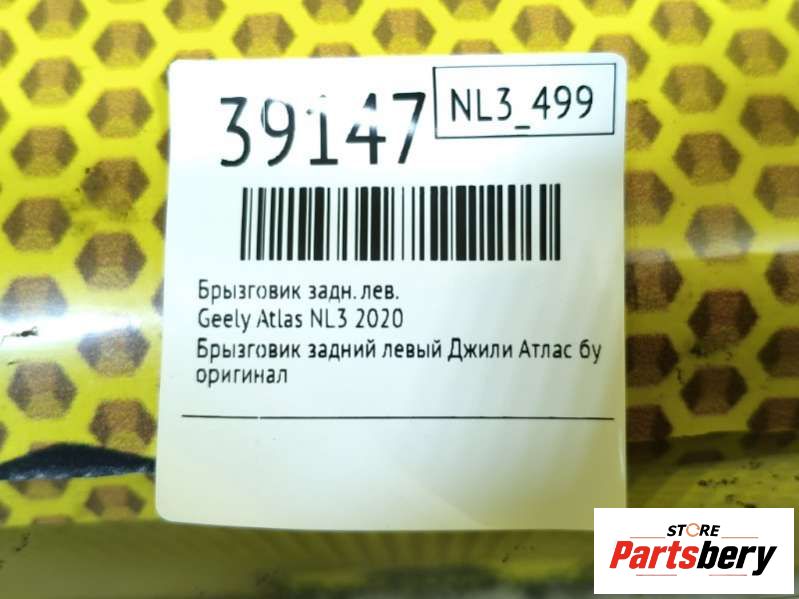 39147
NL3_499
Брызговик задн. лев.
Geely Atlas NL3 2020
Брызговик задний левый Джили Атлас бу
оригинал
STORE
Partsbery